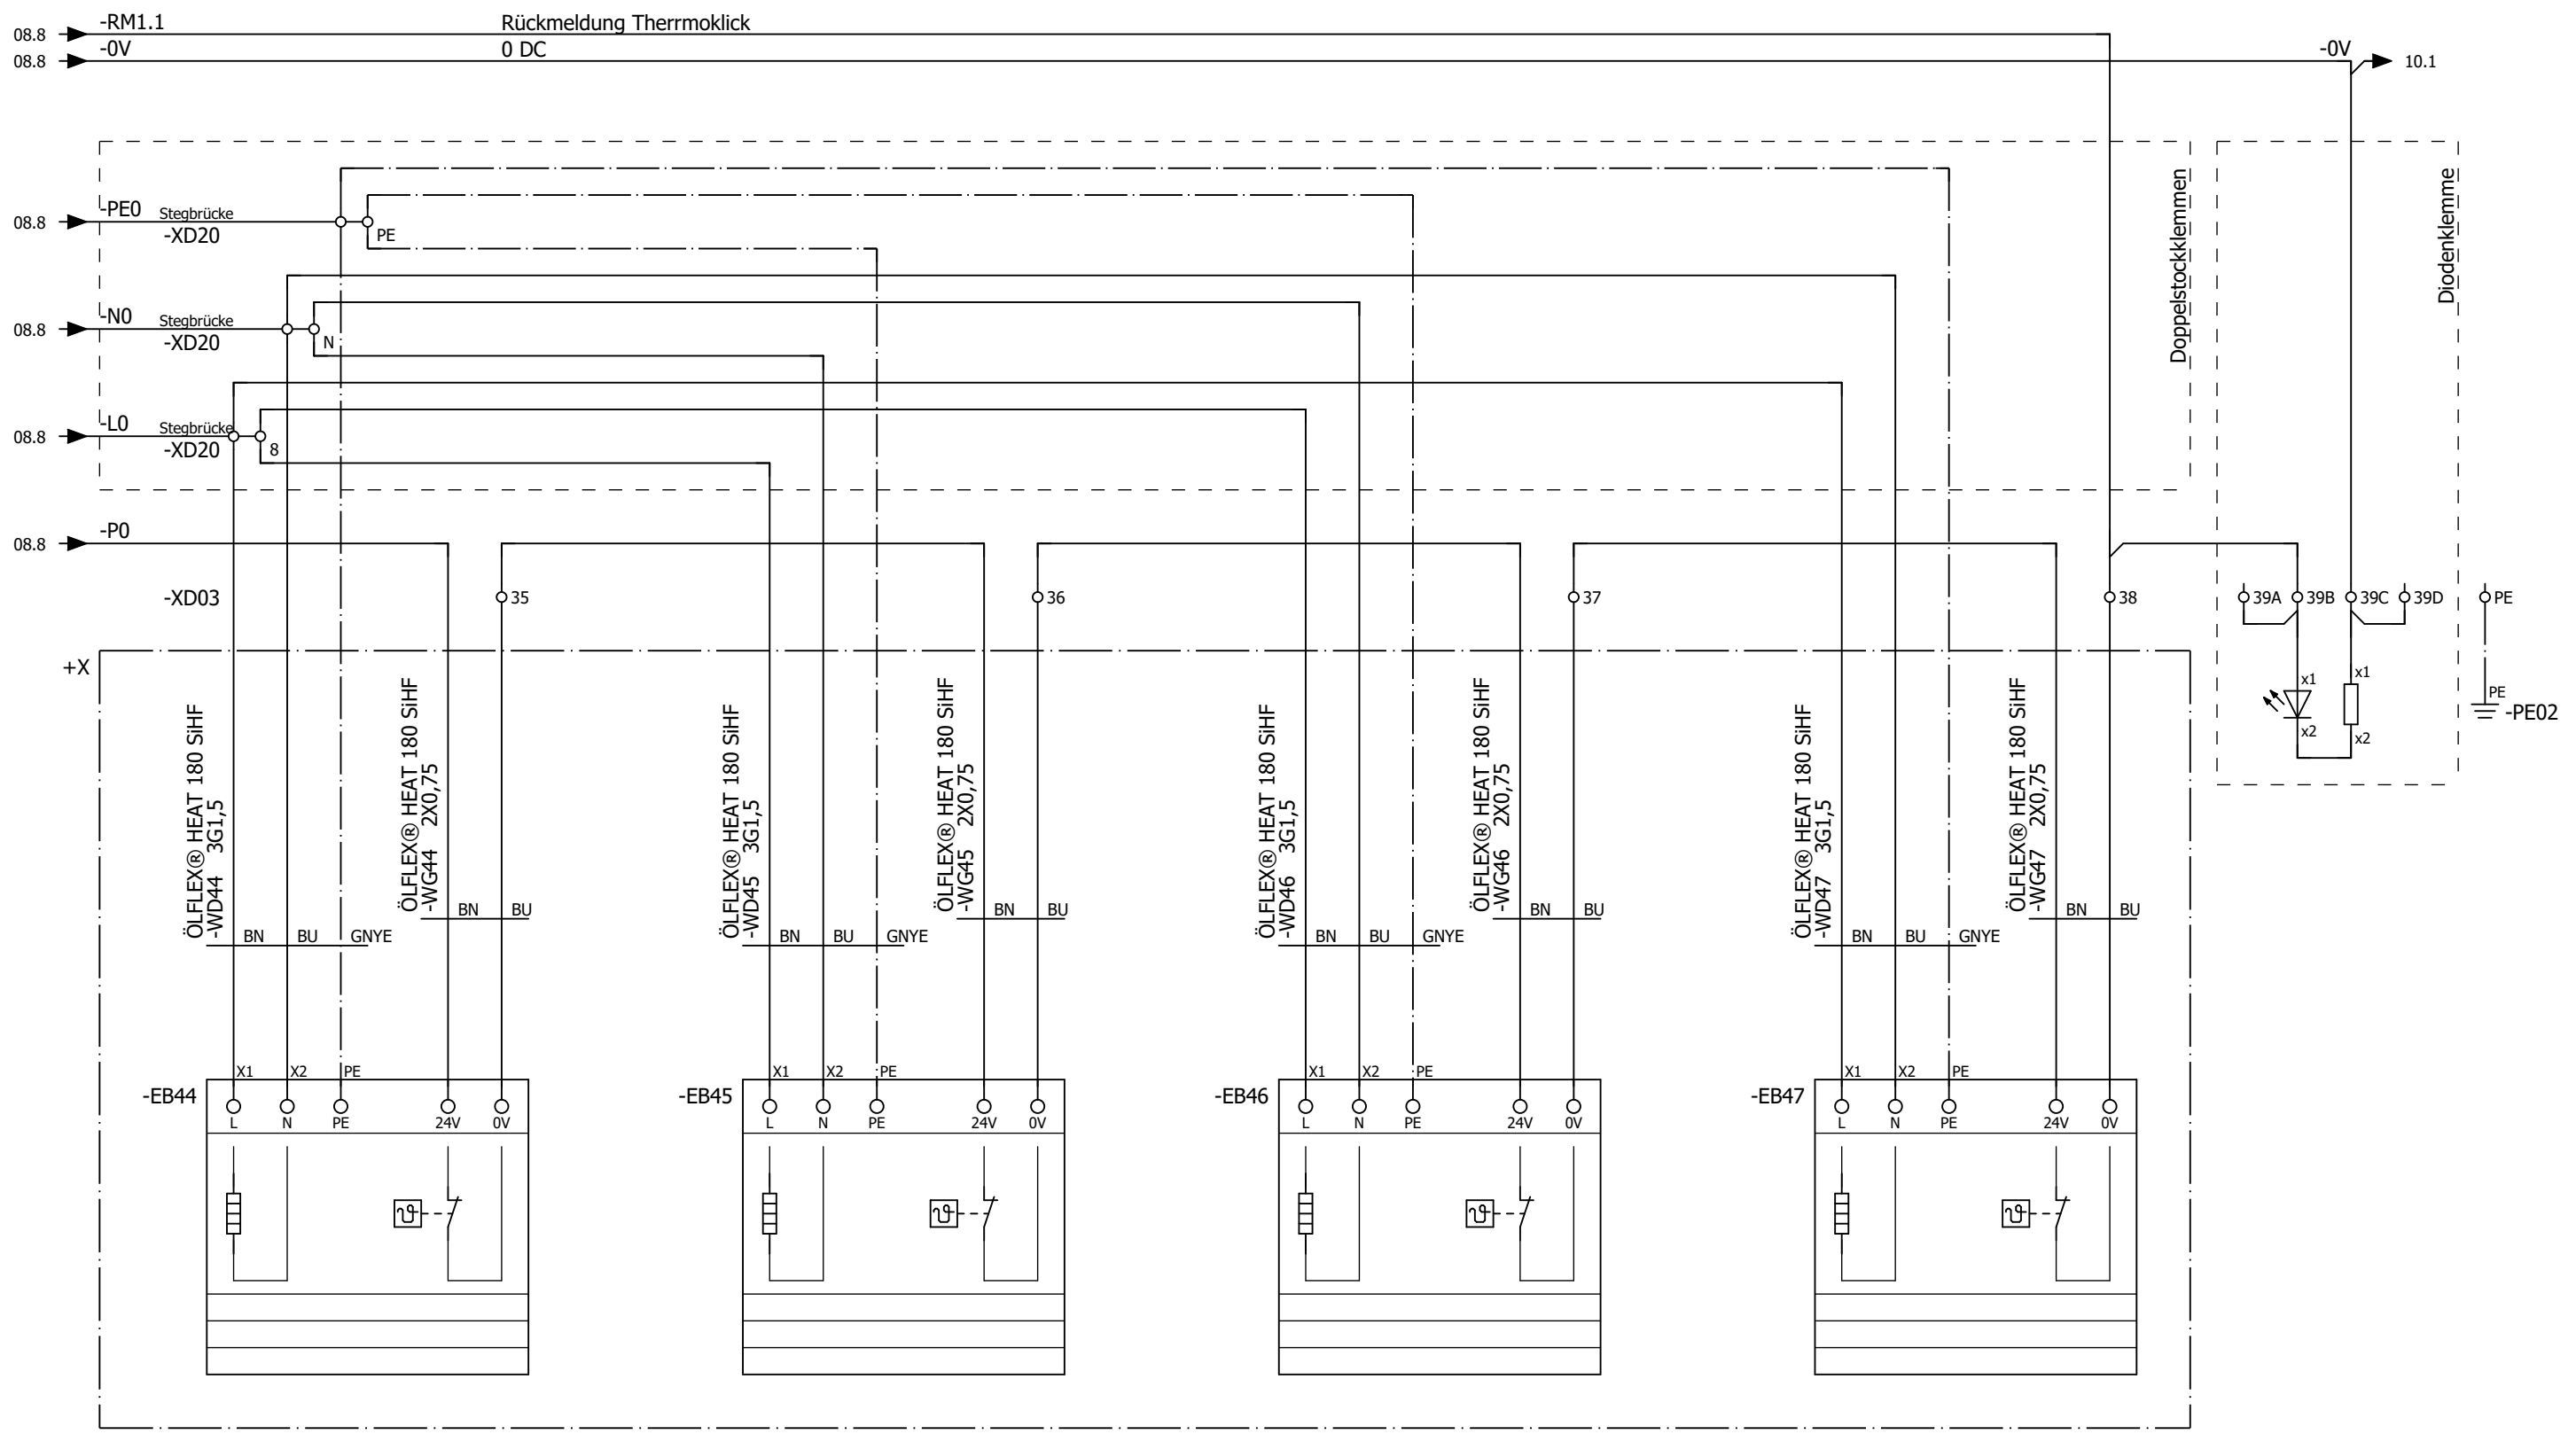 -RM1.1 Rückmeldung Therrmoklick
08.8
-0V 0 DC -0V
08.8 10.1
-PE0 Stegbrücke
08.8
-XD20 PE
-N0 Stegbrücke
08.8
-XD20 N
-L0 Stegbrücke
08.8
-XD20 8
Doppelstockklemmen
Diodenklemme
-P0
08.8
-XD03 35 36 37 38 39A 39B 39C 39D PE
+X
ÖLFLEX® HEAT 180 SiHF
-WD44 3G1,5
ÖLFLEX® HEAT 180 SiHF
-WG44 2X0,75
ÖLFLEX® HEAT 180 SiHF
-WD45 3G1,5
ÖLFLEX® HEAT 180 SiHF
-WG45 2X0,75
ÖLFLEX® HEAT 180 SiHF
-WD46 3G1,5
ÖLFLEX® HEAT 180 SiHF
-WG46 2X0,75
ÖLFLEX® HEAT 180 SiHF
-WD47 3G1,5
ÖLFLEX® HEAT 180 SiHF
-WG47 2X0,75
x1 x1
PE
-PE02
x2 x2
BN BU BN BU BN BU BN BU
BN BU GNYE BN BU GNYE BN BU GNYE BN BU GNYE
X1 X2 PE X1 X2 PE X1 X2 PE X1 X2 PE
-EB44 -EB45 -EB46 -EB47
L N PE 24V 0V L N PE 24V 0V L N PE 24V 0V L N PE 24V 0V
ϑ ϑ ϑ ϑ